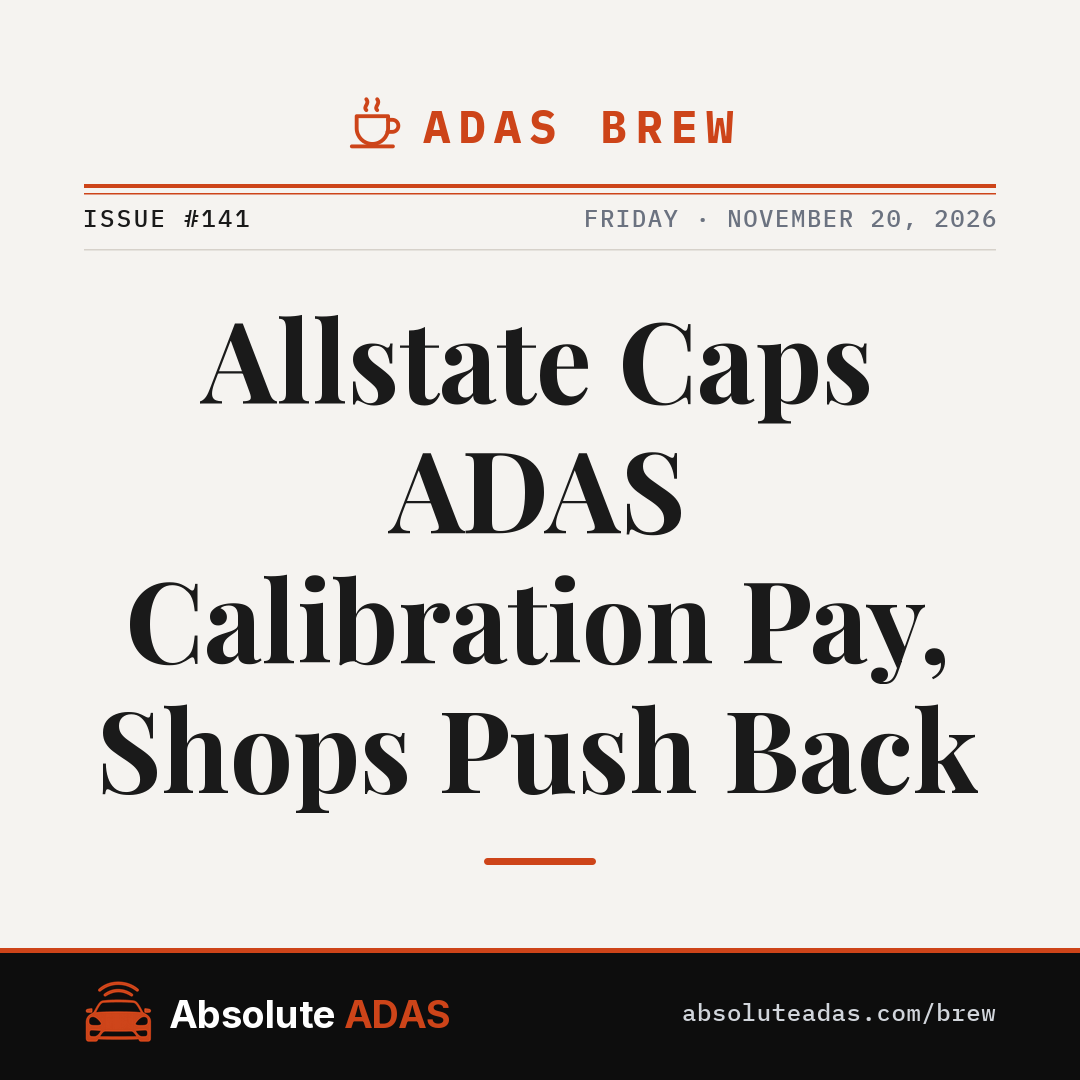 ADAS BREW
ISSUE #141
FRIDAY · NOVEMBER 20, 2026
Allstate Caps
ADAS
Calibration Pay,
Shops Push Back
Absolute ADAS
absoluteadas.com/brew